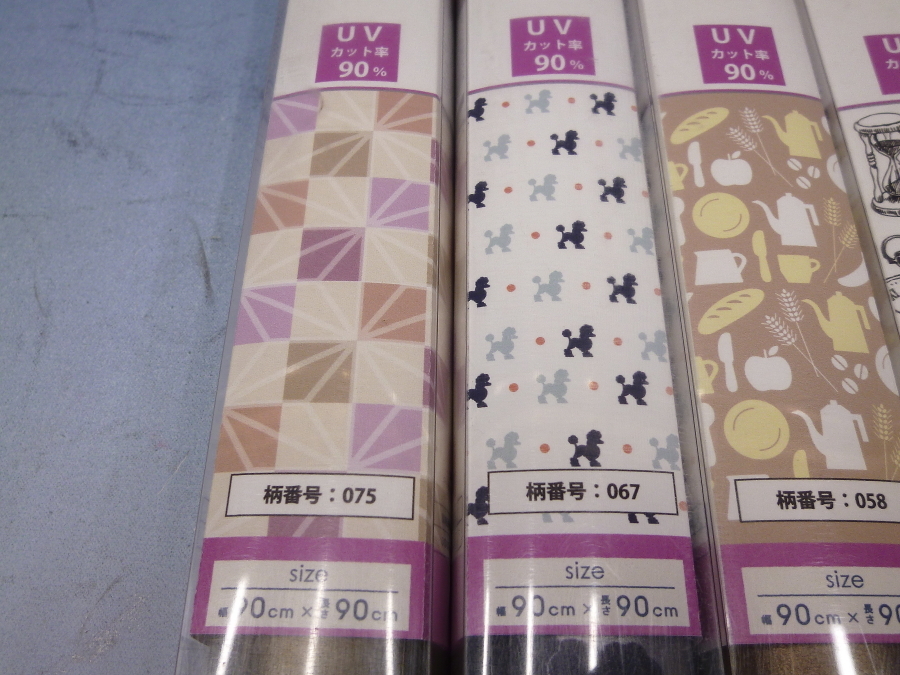 UV
カット率
90%
柄番号：075
size
幅90cm×長さ90cm
UV
カット率
90%
柄番号：067
size
幅90cm×長さ90cm
UV
カット率
90%
柄番号：058
size
幅90cm×長さ90
U
カ
9